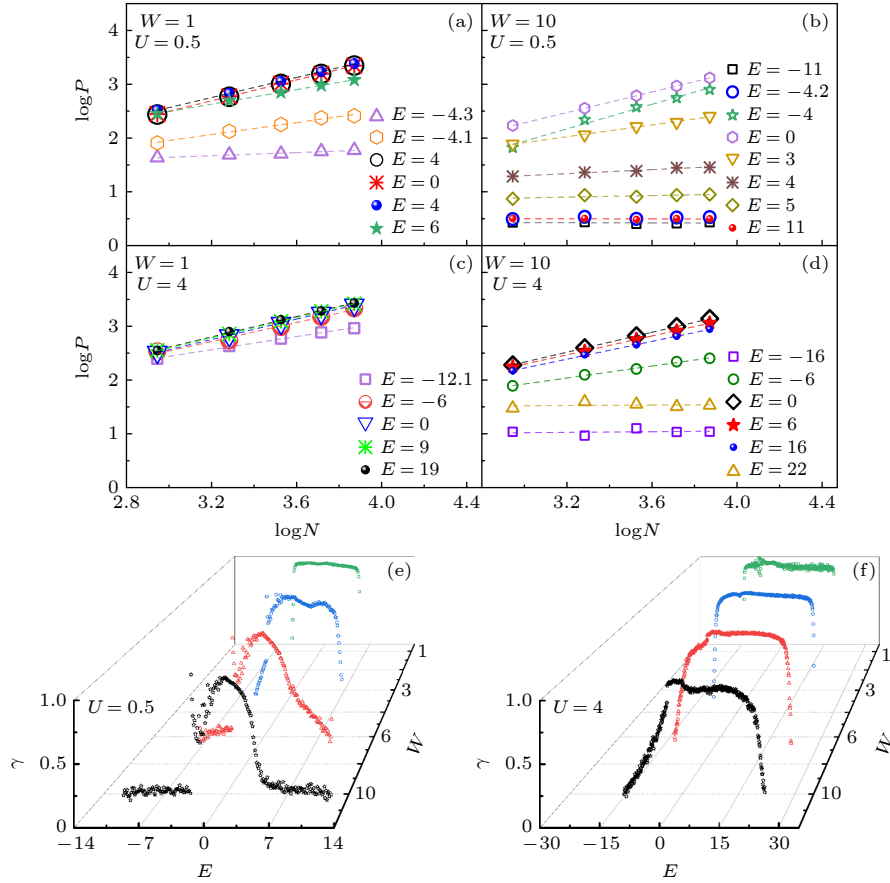 W = 1
U = 0.5
(a)
logP
4
3
2
1
0
E = −4.3
E = −4.1
E = 4
E = 0
E = 4
E = 6
W = 10
U = 0.5
(b)
E = −11
E = −4.2
E = −4
E = 0
E = 3
E = 4
E = 5
E = 11
W = 1
U = 4
(c)
logP
4
3
2
1
0
E = −12.1
E = −6
E = 0
E = 9
E = 19
2.8 3.2 3.6 4.0 4.4
logN
W = 10
U = 4
(d)
E = −16
E = −6
E = 0
E = 6
E = 16
E = 22
3.2 3.6 4.0 4.4
logN
(e)
U = 0.5
γ
1.0
0.5
0
−14 −7 0 7 14
E
1
3
6
10
W
(f)
U = 4
γ
1.0
0.5
0
−30 −15 0 15 30
E
1
3
6
10
W